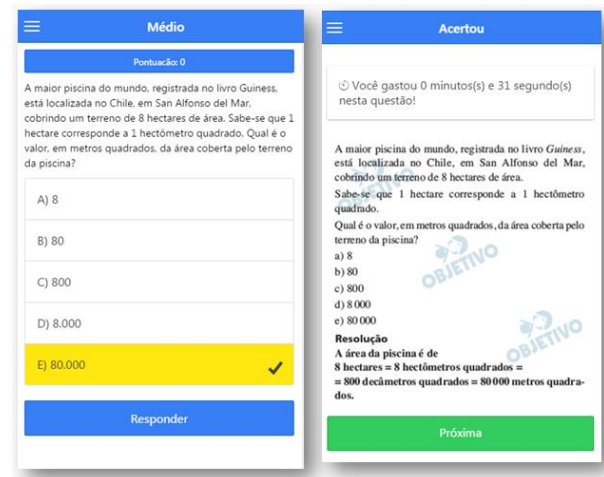 Médio
Pontuacão: 0
A maior piscina do mundo, registrada no livro Guiness,
está localizada no Chile, em San Alfonso del Mar,
cobrindo um terreno de 8 hectares de área. Sabe-se que 1
hectare corresponde a 1 hectômetro quadrado. Qual é o
valor, em metros quadrados, da área coberta pelo terreno
da piscina?
A) 8
B) 80
C) 800
D) 8.000
E) 80.000
Responder
Acertou
Você gastou 0 minutos(s) e 31 segundo(s)
nesta questão!
A maior piscina do mundo, registrada no livro Guiness,
está localizada no Chile, em San Alfonso del Mar,
cobrindo um terreno de 8 hectares de área.
Sabe-se que 1 hectare corresponde a 1 hectômetro
quadrado.
Qual é o valor, em metros quadrados, da área coberta pelo
terreno da piscina?
a) 8
b) 80
c) 800
d) 8 000
e) 80 000
Resolução
A área da piscina é de
8 hectares = 8 hectômetros quadrados =
= 800 decâmetros quadrados = 80 000 metros quadra-
dos.
OBJETIVO
OBJETIVO
OBJETIVO
Próxima